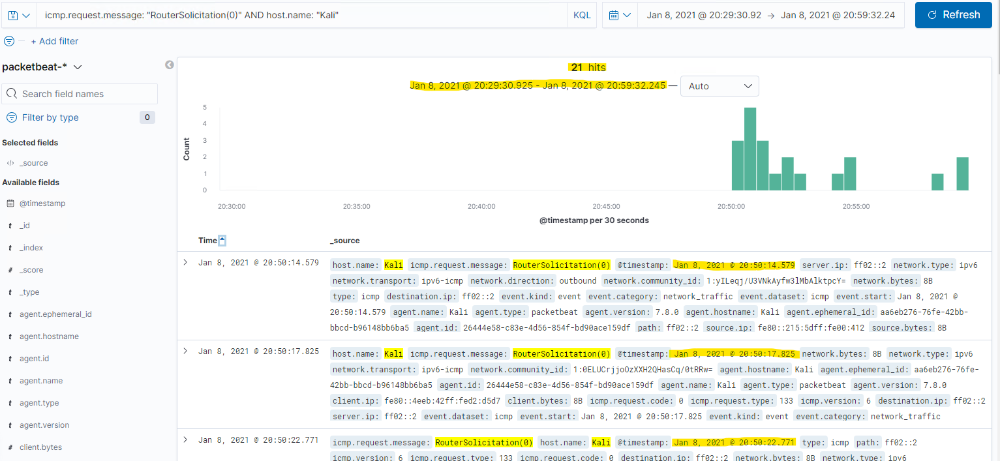 icmp.request.message: "RouterSolicitation(0)" AND host.name: "Kali"
KQL
Jan 8, 2021 @ 20:29:30.92 → Jan 8, 2021 @ 20:59:32.24
Refresh
+ Add filter
packetbeat-*
Search field names
Filter by type 0
Selected fields
_source
Available fields
@timestamp
t _id
t _index
# _score
t _type
t agent.ephemeral_id
t agent.hostname
t agent.id
t agent.name
t agent.type
t agent.version
# client.bytes
21 hits
Jan 8, 2021 @ 20:29:30.925 - Jan 8, 2021 @ 20:59:32.245 —
Auto
Count
5
4
3
2
1
0
20:30:00 20:35:00 20:40:00 20:45:00 20:50:00 20:55:00
@timestamp per 30 seconds
Time _source
Jan 8, 2021 @ 20:50:14.579
host.name: Kali icmp.request.message: RouterSolicitation(0) @timestamp: Jan 8, 2021 @ 20:50:14.579 server.ip: ff02::2 network.type: ipv6
network.transport: ipv6-icmp network.direction: outbound network.community_id: 1:yILeqj/U3VNkAyfw3lMbAlktpcY= network.bytes: 8B
type: icmp destination.ip: ff02::2 event.kind: event event.category: network_traffic event.dataset: icmp event.start: Jan 8, 2021 @
20:50:14.579 agent.name: Kali agent.type: packetbeat agent.version: 7.8.0 agent.hostname: Kali agent.ephemeral_id: aa6eb276-76fe-42bb-
bbcd-b96148bb6ba5 agent.id: 26444e58-c83e-4d56-854f-bd90ace159df path: ff02::2 source.ip: fe80::215:5dff:fe00:412 source.bytes: 8B
Jan 8, 2021 @ 20:50:17.825
host.name: Kali icmp.request.message: RouterSolicitation(0) @timestamp: Jan 8, 2021 @ 20:50:17.825 network.bytes: 8B network.type: ipv6
network.transport: ipv6-icmp network.community_id: 1:0ELUCrjjoOzXXH2QHasCq/0tRRw= agent.hostname: Kali agent.ephemeral_id: aa6eb276-76fe-
42bb-bbcd-b96148bb6ba5 agent.id: 26444e58-c83e-4d56-854f-bd90ace159df agent.name: Kali agent.type: packetbeat agent.version: 7.8.0
client.ip: fe80::4eeb:42ff:fed2:d5d7 client.bytes: 8B icmp.request.code: 0 icmp.request.type: 133 icmp.version: 6 destination.ip: ff02::2
server.ip: ff02::2 event.dataset: icmp event.start: Jan 8, 2021 @ 20:50:17.825 event.kind: event event.category: network_traffic
Jan 8, 2021 @ 20:50:22.771
icmp.request.message: RouterSolicitation(0) host.name: Kali @timestamp: Jan 8, 2021 @ 20:50:22.771 type: icmp path: ff02::2
icmp.version: 6 icmp.request.type: 133 icmp.request.code: 0 destination.ip: ff02::2 network.bytes: 8B network.type: ipv6